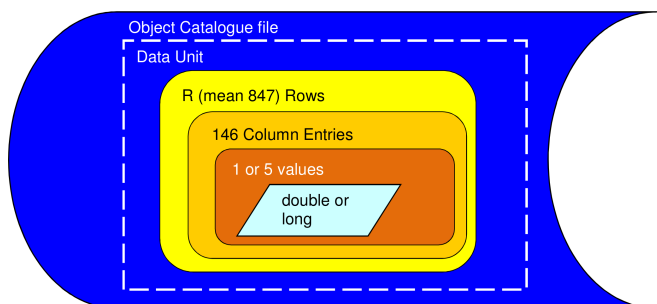 Object Catalogue file
Data Unit
R (mean 847) Rows
146 Column Entries
1 or 5 values
double or
long